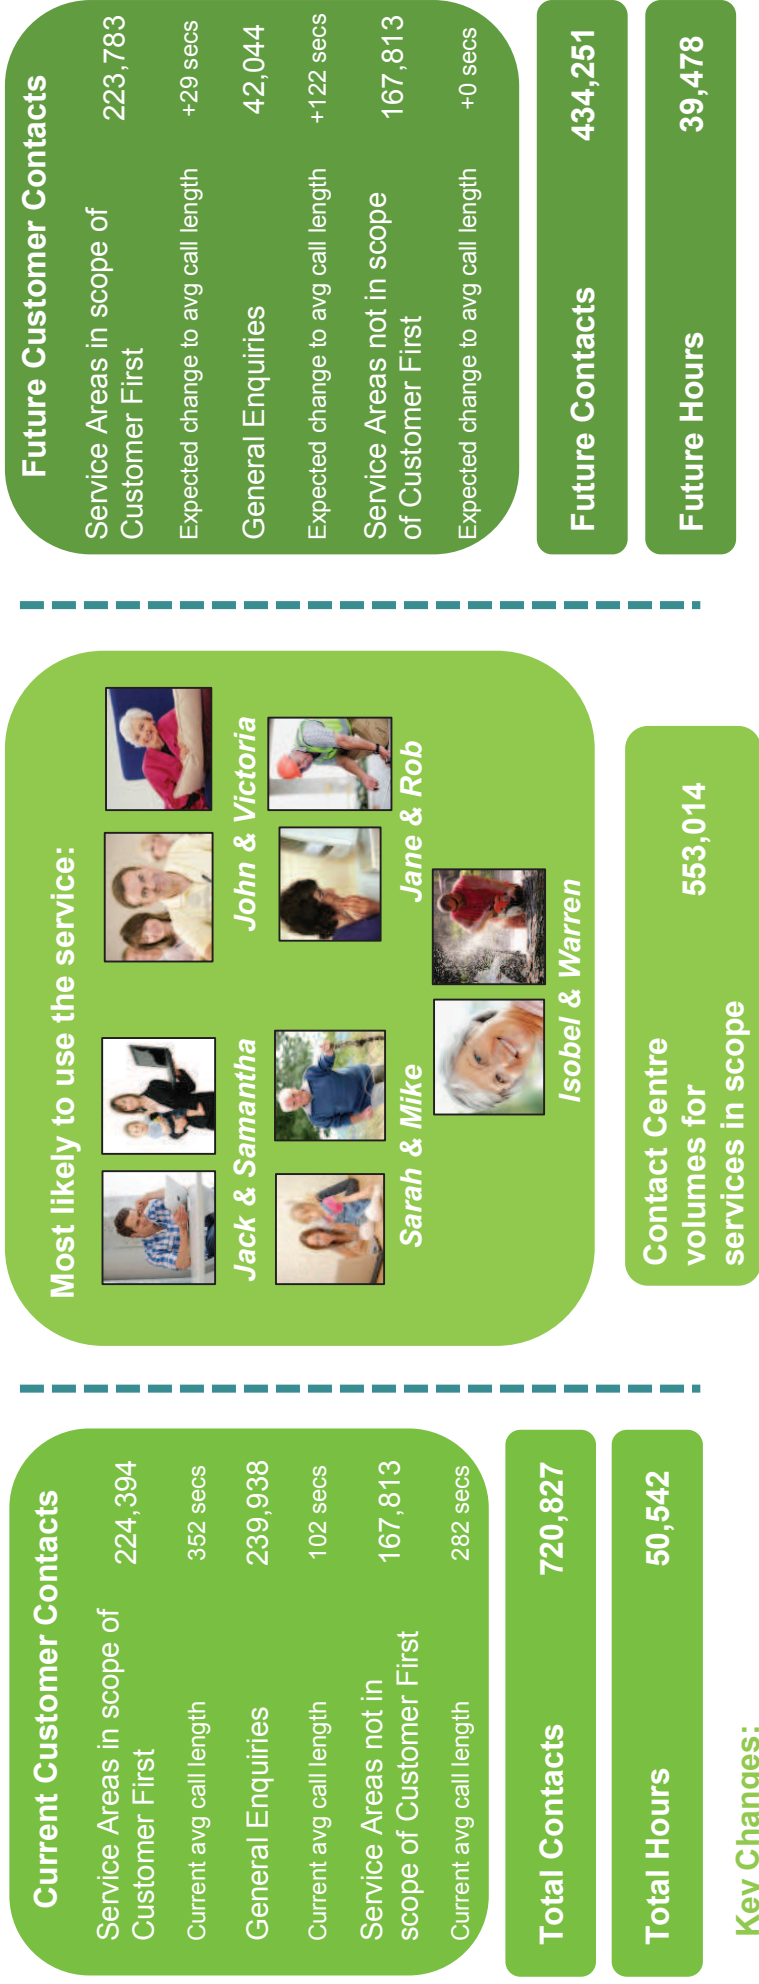 Current Customer Contacts
Service Areas in scope of
Customer First
224,394
Current avg call length
352 secs
General Enquiries
239,938
Current avg call length
102 secs
Service Areas not in
scope of Customer First
167,813
Current avg call length
282 secs
Total Contacts
720,827
Total Hours
50,542
Key Changes:
Most likely to use the service:
Jack & Samantha
John & Victoria
Sarah & Mike
Jane & Rob
Isobel & Warren
Contact Centre
volumes for
services in scope
553,014
Future Customer Contacts
Service Areas in scope of
Customer First
223,783
Expected change to avg call length
+29 secs
General Enquiries
42,044
Expected change to avg call length
+122 secs
Service Areas not in scope
of Customer First
167,813
Expected change to avg call length
+0 secs
Future Contacts
434,251
Future Hours
39,478